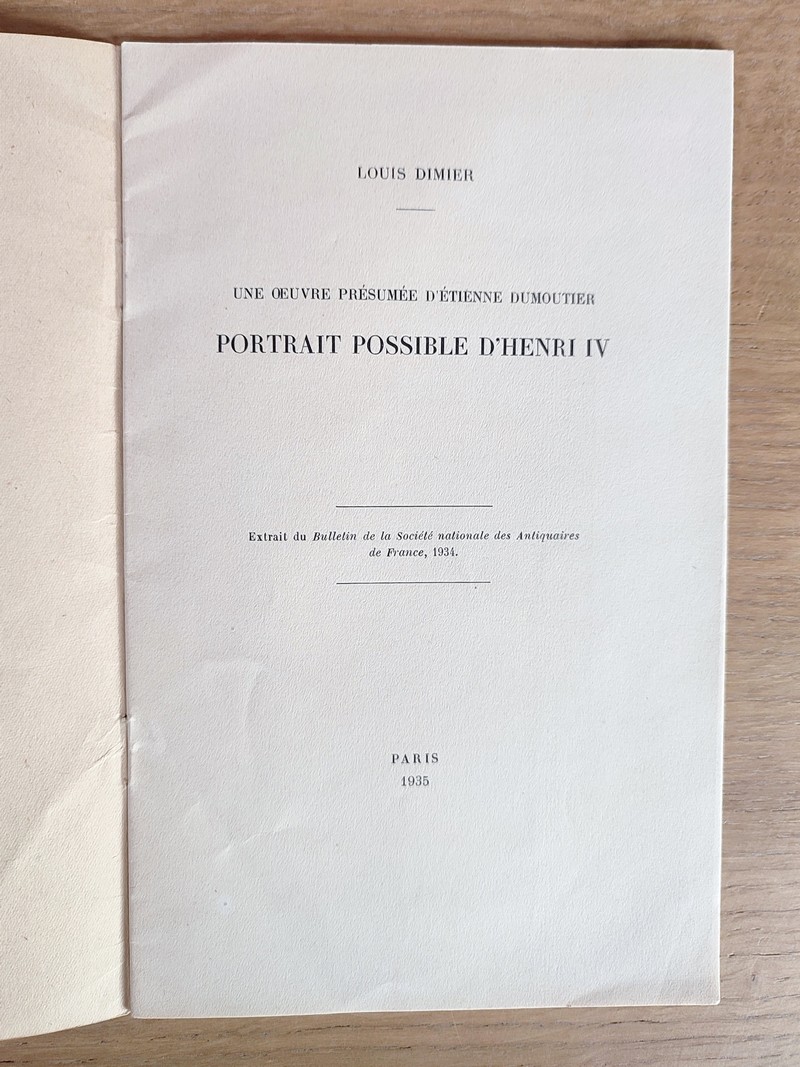 LOUIS DIMIER
UNE ŒUVRE PRÉSUMÉE D'ÉTIENNE DUMOUTIER
PORTRAIT POSSIBLE D'HENRI IV
Extrait du Bulletin de la Société nationale des Antiquaires
de France, 1934.
PARIS
1935